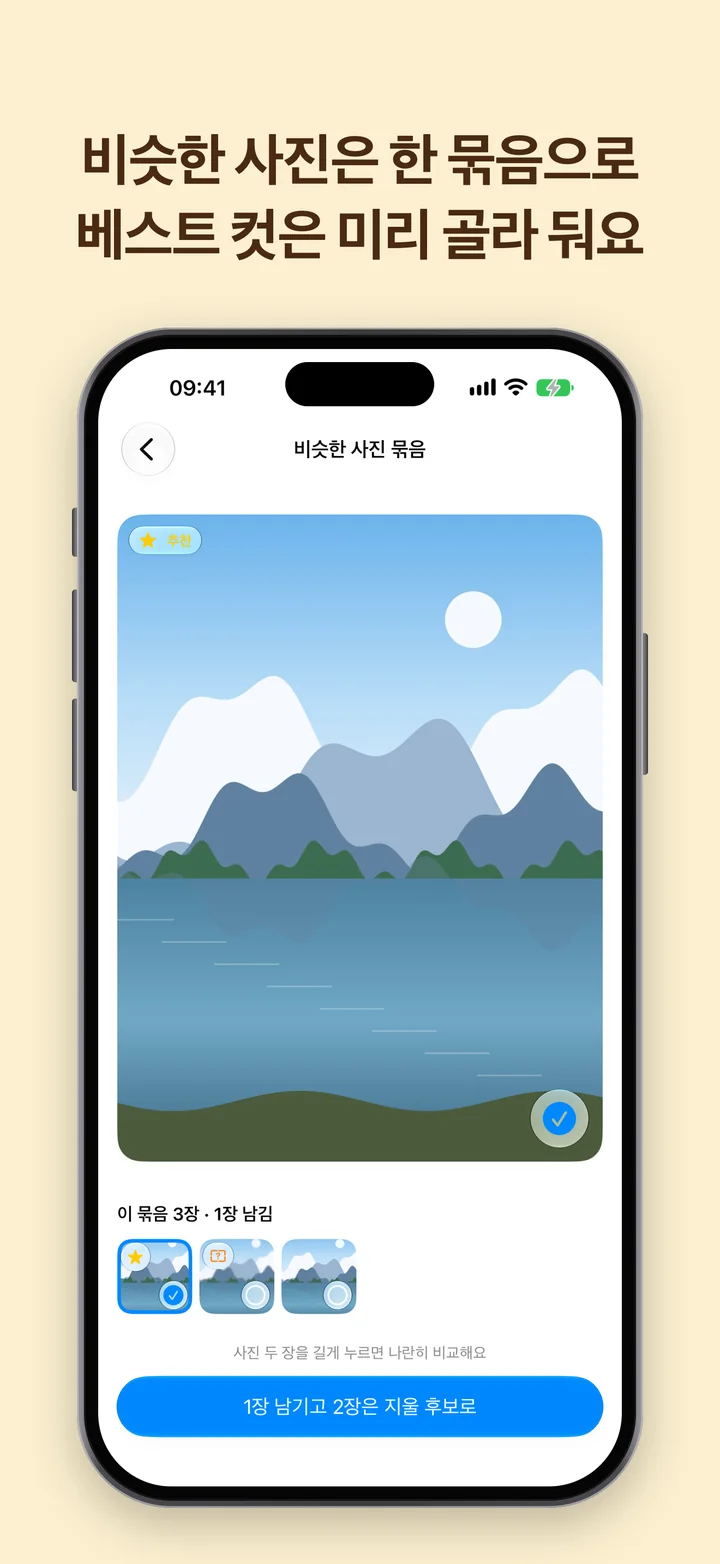 비슷한 사진은 한 묶음으로
베스트 컷은 미리 골라 둬요
09:41
비슷한 사진 묶음
추천
이 묶음 3장 · 1장 남김
?
사진 두 장을 길게 누르면 나란히 비교해요
1장 남기고 2장은 지울 후보로